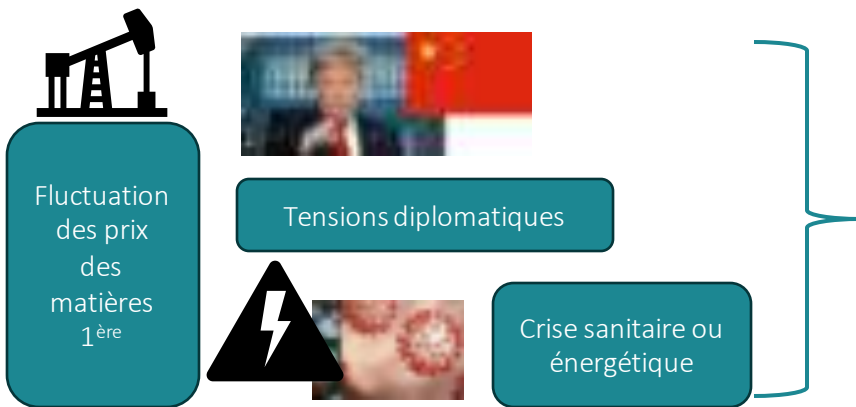 Fluctuation
des prix
des
matières
1ère
Tensions diplomatiques
Crise sanitaire ou
énergétique